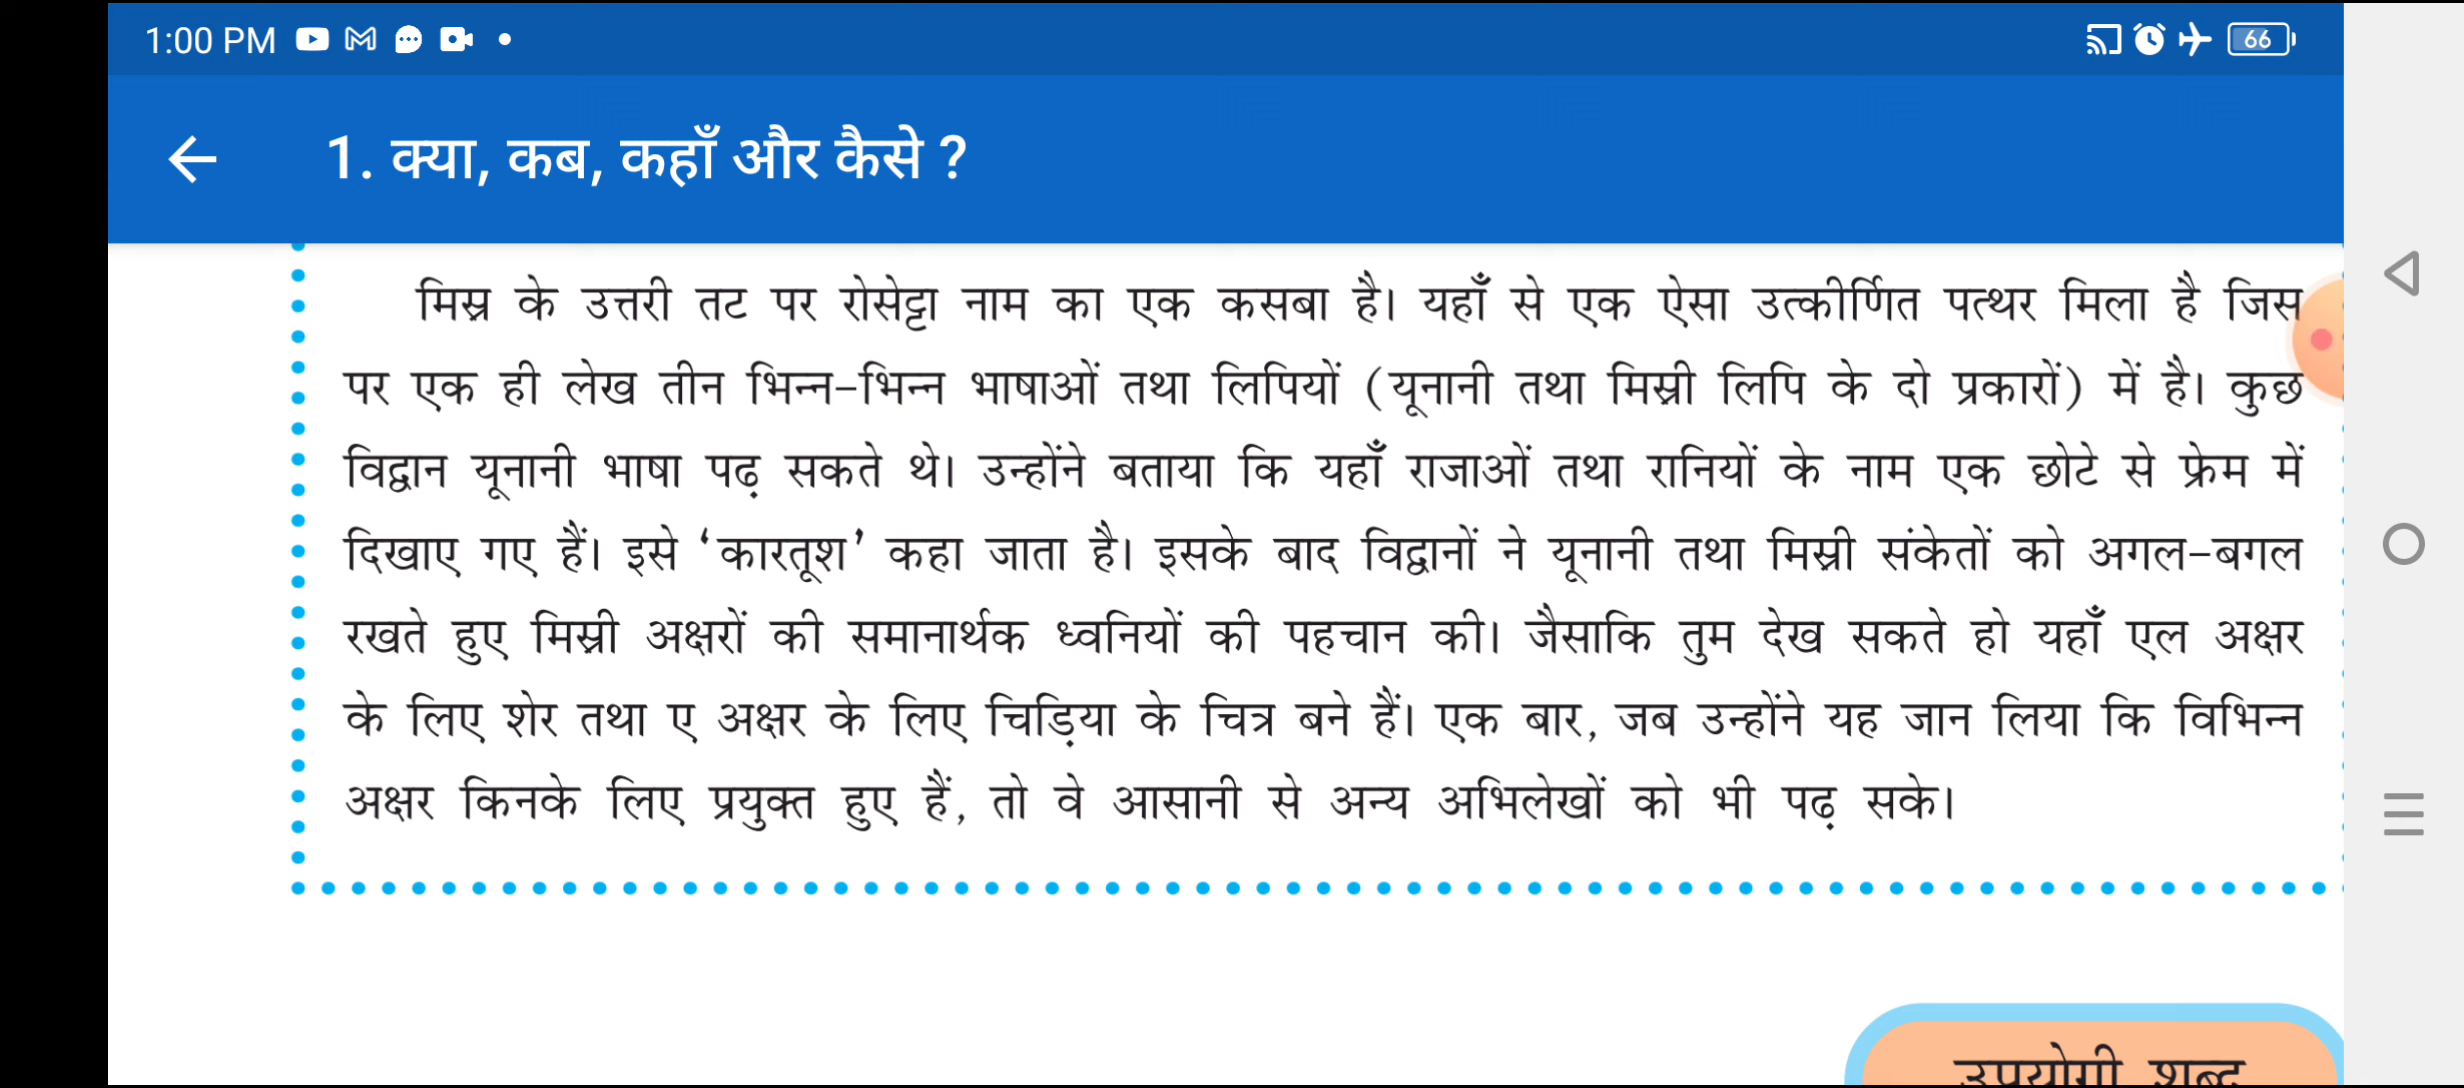 1:00 PM 66
1. क्या, कब, कहाँ और कैसे ?
मिस्र के उत्तरी तट पर रोसेट्टा नाम का एक कसबा है। यहाँ से एक ऐसा उत्कीर्णित पत्थर मिला है जिस
पर एक ही लेख तीन भिन्न-भिन्न भाषाओं तथा लिपियों (यूनानी तथा मिस्री लिपि के दो प्रकारों) में है। कुछ
विद्वान यूनानी भाषा पढ़ सकते थे। उन्होंने बताया कि यहाँ राजाओं तथा रानियों के नाम एक छोटे से फ्रेम में
दिखाए गए हैं। इसे ‘कारतूश’ कहा जाता है। इसके बाद विद्वानों ने यूनानी तथा मिस्री संकेतों को अगल-बगल
रखते हुए मिस्री अक्षरों की समानार्थक ध्वनियों की पहचान की। जैसाकि तुम देख सकते हो यहाँ एल अक्षर
के लिए शेर तथा ए अक्षर के लिए चिड़िया के चित्र बने हैं। एक बार, जब उन्होंने यह जान लिया कि विभिन्न
अक्षर किनके लिए प्रयुक्त हुए हैं, तो वे आसानी से अन्य अभिलेखों को भी पढ़ सके।
उपयोगी शब्द